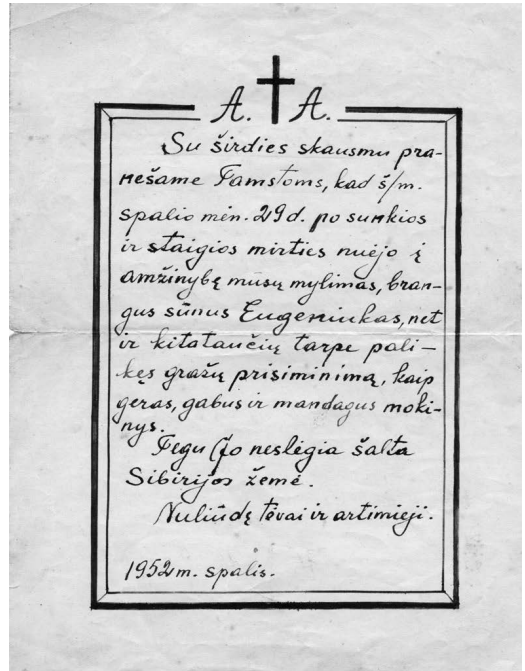 A. A.
Su širdies skausmu pra-
nešame Tamstoms, kad š/m.
spalio mėn. 29 d. po sunkios
ir staigios mirties nuėjo į
amžinybę mūsų mylimas, bran-
gus sūnus Eugeniukas, net
ir kitataučių tarpe pali-
kęs gražų prisiminimą, kaip
geras, gabus ir mandagus moki-
nys.
Tegu Jo neslėgia šalta
Sibirijos žemė.
Nuliūdę tėvai ir artimieji.
1952 m. spalis.